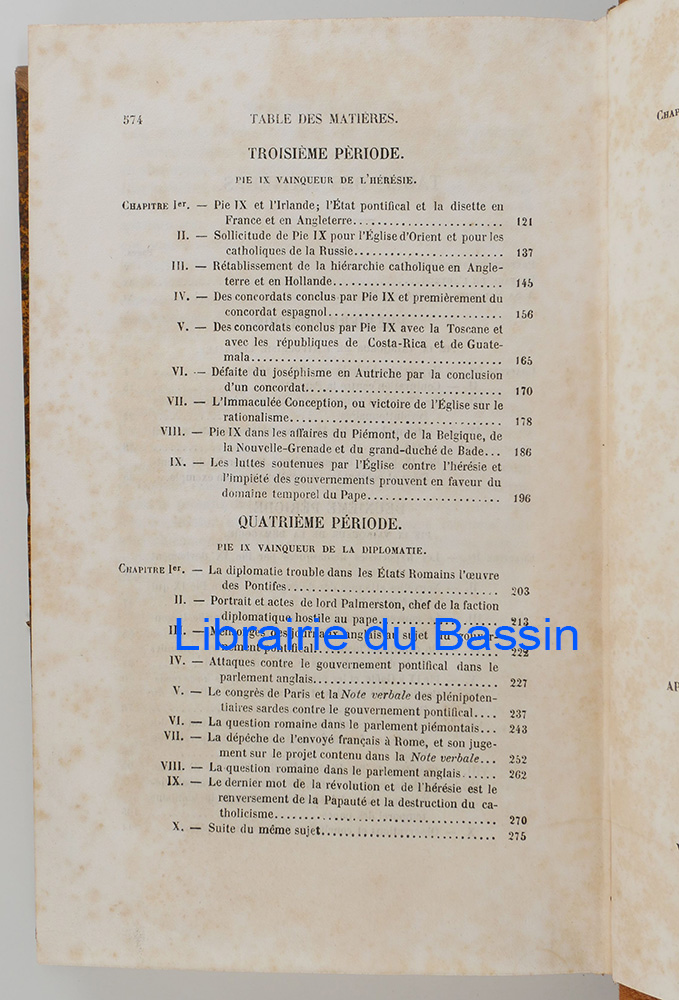 574 TABLE DES MATIÈRES.
TROISIÈME PÈRIODE.
PIE IX VAINQUEUR DE L'HÉRÉSIE.
CHAPITRE Ier. — Pie IX et l'Irlande; l'État pontifical et la disette en
France et en Angleterre........................ 121
II. — Sollicitude de Pie IX pour l'Église d'Orient et pour les
catholiques de la Russie........................ 137
III. — Rétablissement de la hiérarchie catholique en Angle-
terre et en Hollande........................ 145
IV. — Des concordats conclus par Pie IX et premièrement du
concordat espagnol........................ 156
V. — Des concordats conclus par Pie IX avec la Toscane et
avec les républiques de Costa-Rica et de Guate-
mala........................ 165
VI. — Défaite du joséphisme en Autriche par la conclusion
d'un concordat........................ 170
VII. — L'Immaculée Conception, ou victoire de l'Église sur le
rationalisme........................ 178
VIII. — Pie IX dans les affaires du Piémont, de la Belgique, de
la Nouvelle-Grenade et du grand-duché de Bade... 186
IX. — Les luttes soutenues par l'Église contre l'hérésie et
l'impiété des gouvernements prouvent en faveur du
domaine temporel du Pape........................ 196
QUATRIÈME PÉRIODE.
PIE IX VAINQUEUR DE LA DIPLOMATIE.
CHAPITRE Ier. — La diplomatie trouble dans les États Romains l'œuvre
des Pontifes........................ 203
II. — Portrait et actes de lord Palmerston, chef de la faction
diplomatique hostile au pape........................ 213
III. — Mensonges des journaux anglais au sujet du gouver-
nement pontifical........................ 222
Librairie du Bassin
IV. — Attaques contre le gouvernement pontifical dans le
parlement anglais........................ 227
V. — Le congrès de Paris et la Note verbale des plénipoten-
tiaires sardes contre le gouvernement pontifical.... 237
VI. — La question romaine dans le parlement piémontais... 243
VII. — La dépêche de l'envoyé français à Rome, et son juge-
ment sur le projet contenu dans la Note verbale... 252
VIII. — La question romaine dans le parlement anglais...... 262
IX. — Le dernier mot de la révolution et de l'hérésie est le
renversement de la Papauté et la destruction du ca-
tholicisme........................ 270
X. — Suite du même sujet........................ 275